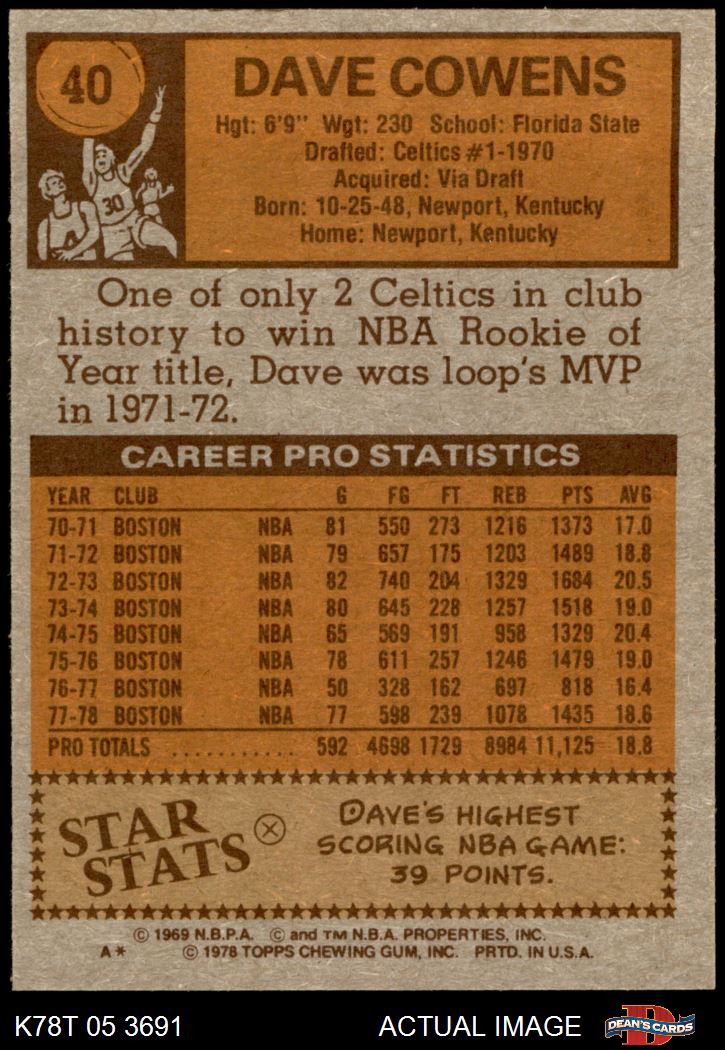 40
DAVE COWENS
Hgt: 6'9" Wgt: 230 School: Florida State
Drafted: Celtics #1-1970
Acquired: Via Draft
Born: 10-25-48, Newport, Kentucky
Home: Newport, Kentucky
30
One of only 2 Celtics in club
history to win NBA Rookie of
Year title, Dave was loop's MVP
in 1971-72.
CAREER PRO STATISTICS
YEAR CLUB G FG FT REB PTS AVG
70-71 BOSTON NBA 81 550 273 1216 1373 17.0
71-72 BOSTON NBA 79 657 175 1203 1489 18.8
72-73 BOSTON NBA 82 740 204 1329 1684 20.5
73-74 BOSTON NBA 80 645 228 1257 1518 19.0
74-75 BOSTON NBA 65 569 191 958 1329 20.4
75-76 BOSTON NBA 78 611 257 1246 1479 19.0
76-77 BOSTON NBA 50 328 162 697 818 16.4
77-78 BOSTON NBA 77 598 239 1078 1435 18.6
PRO TOTALS ........... 592 4698 1729 8984 11,125 18.8
STAR
STATS
DAVE'S HIGHEST
SCORING NBA GAME:
39 POINTS.
© 1969 N.B.P.A. © and TM N.B.A. PROPERTIES, INC.
A* © 1978 TOPPS CHEWING GUM, INC. PRTD. IN U.S.A.
K78T 05 3691 ACTUAL IMAGE D DEAN'S CARDS